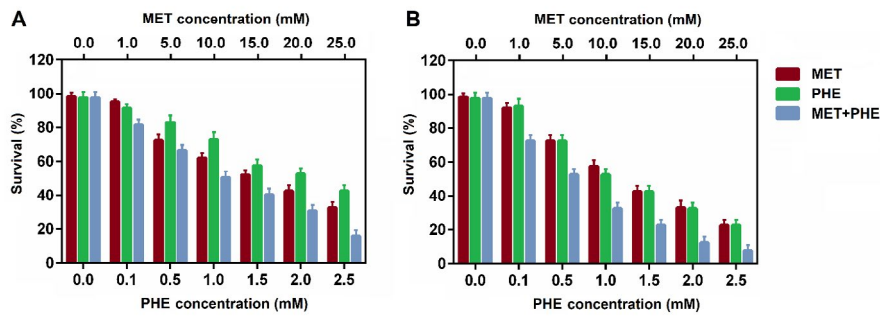 A
MET concentration (mM)
0.0 1.0 5.0 10.0 15.0 20.0 25.0
Survival (%)
120
100
80
60
40
20
0
0.0 0.1 0.5 1.0 1.5 2.0 2.5
PHE concentration (mM)
B
MET concentration (mM)
0.0 1.0 5.0 10.0 15.0 20.0 25.0
Survival (%)
120
100
80
60
40
20
0
0.0 0.1 0.5 1.0 1.5 2.0 2.5
PHE concentration (mM)
MET
PHE
MET+PHE